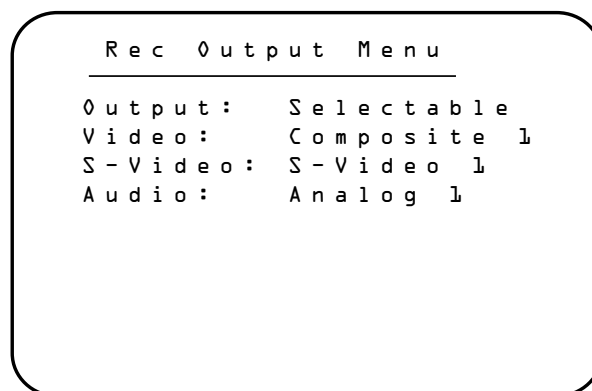 Rec Output Menu
Output: Selectable
Video: Composite 1
S-Video: S-Video 1
Audio: Analog 1